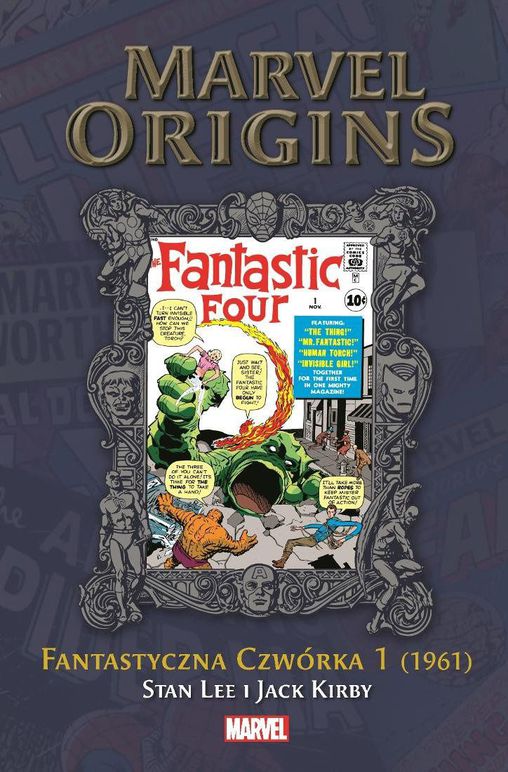 MARVEL
ORIGINS
THE
Fantastic
FOUR
1
NOV.
10¢
APPROVED
BY THE
COMICS
CODE
AUTHORITY
I--I CAN'T
TURN INVISIBLE
FAST ENOUGH!!
HOW CAN WE
STOP THIS
CREATURE,
TORCH?
JUST WAIT
AND SEE,
SISTER!
THE
FANTASTIC
FOUR HAVE
ONLY
BEGUN TO
FIGHT!
FEATURING:
"THE THING!"
"MR. FANTASTIC!"
"HUMAN TORCH!"
"INVISIBLE GIRL!"
TOGETHER
FOR THE FIRST TIME
IN ONE MIGHTY
MAGAZINE!
THE THREE
OF YOU CAN'T
DO IT ALONE! IT'S
TIME FOR THE
THING TO TAKE
A HAND!
IT'LL TAKE MORE
THAN ROPES TO
KEEP MISTER
FANTASTIC OUT
OF ACTION!
FANTASTYCZNA CZWÓRKA 1 (1961)
STAN LEE I JACK KIRBY
MARVEL